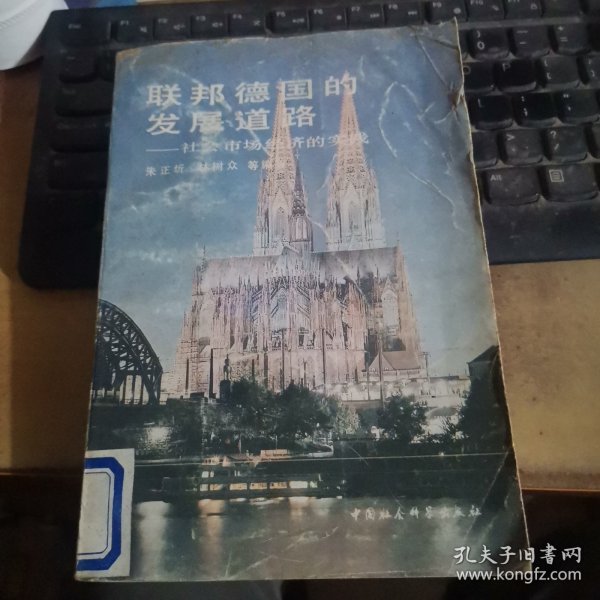 联邦德国的
发展道路
——社会市场经济的实践
朱正圻 林树众 等
中国社会科学出版社
孔夫子旧书网
www.kongfz.com